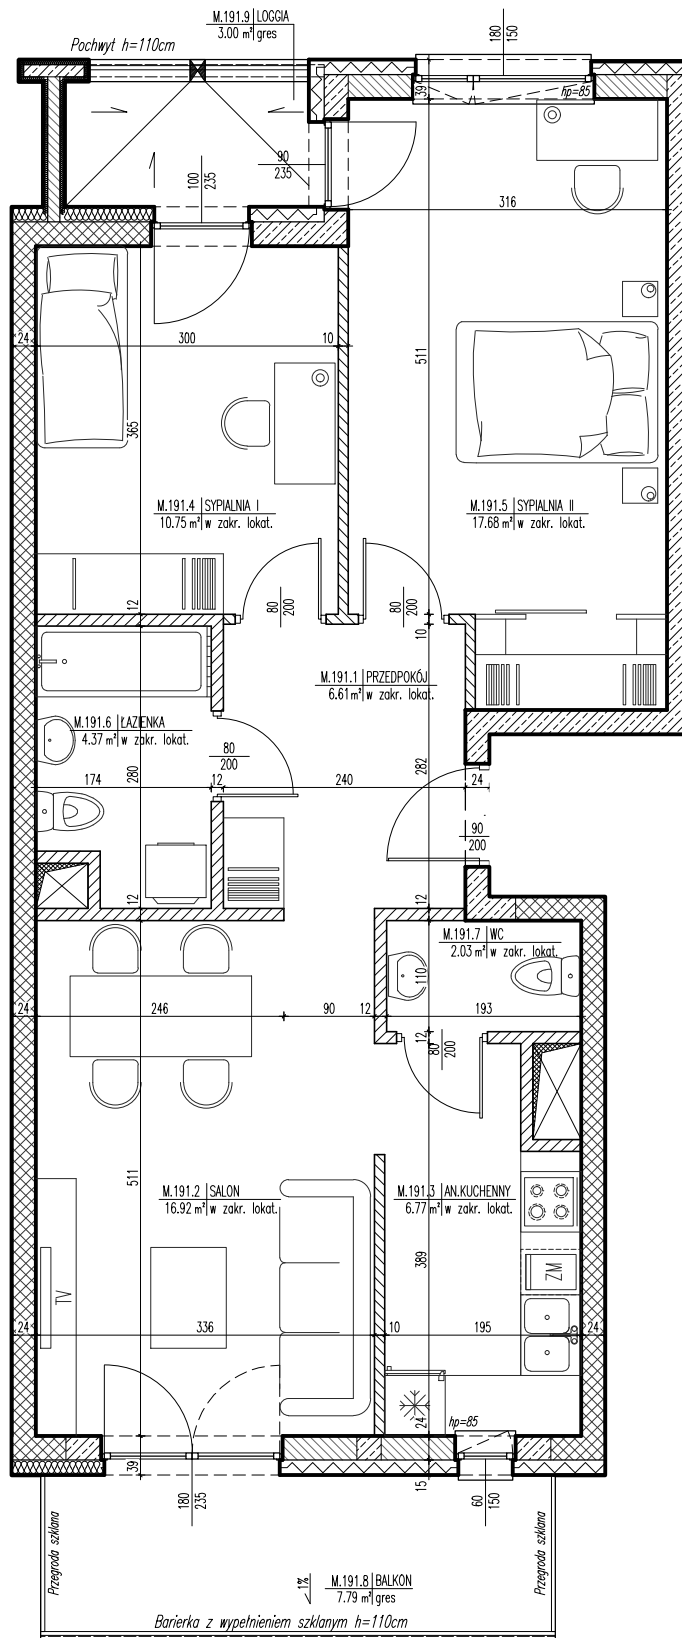 M.191.9 LOGGIA
3.00 m² gres
Pochwyt h=110cm
180
150
39
hp=85
90
235
100
235
316
24
300
10
511
365
M.191.4 SYPIALNIA I
10.75 m² w zakr. lokat.
M.191.5 SYPIALNIA II
17.68 m² w zakr. lokat.
12
80
200
80
200
10
M.191.1 PRZEDPOKÓJ
6.61 m² w zakr. lokat.
M.191.6 ŁAZIENKA
4.37 m² w zakr. lokat.
80
200
174
280
12
240
282
24
90
200
12
12
M.191.7 WC
2.03 m² w zakr. lokat.
110
24
246
90
12
193
12
80
200
511
M.191.2 SALON
16.92 m² w zakr. lokat.
M.191.3 AN.KUCHENNY
6.77 m² w zakr. lokat.
389
ZM
TV
24
336
10
195
24
24
hp=85
39
15
180
235
60
150
Przegroda szklana
Przegroda szklana
1%
M.191.8 BALKON
7.79 m² gres
Barierka z wypełnieniem szklanym h=110cm